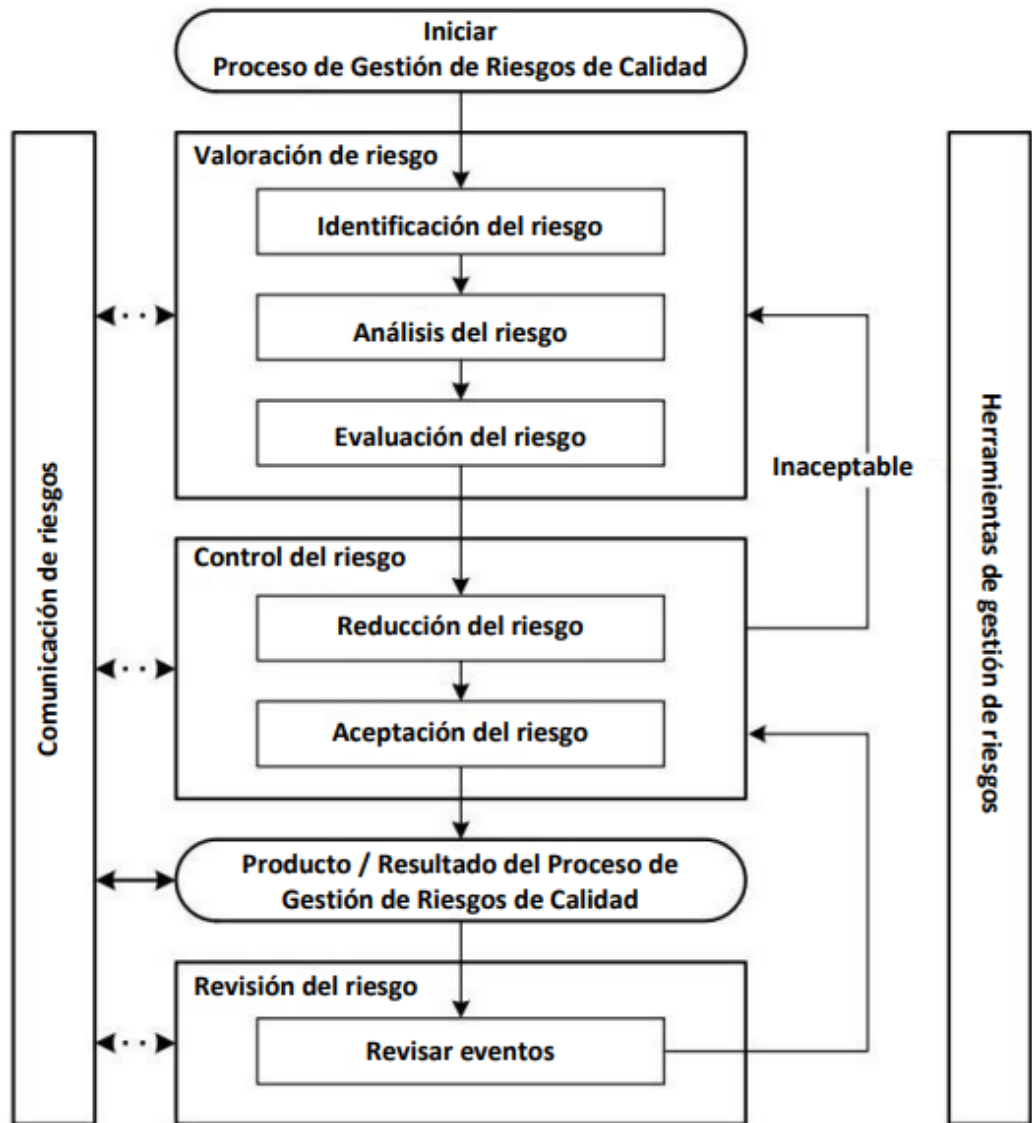 Iniciar
Proceso de Gestión de Riesgos de Calidad
Valoración de riesgo
Identificación del riesgo
Análisis del riesgo
Evaluación del riesgo
Inaceptable
Control del riesgo
Reducción del riesgo
Aceptación del riesgo
Producto / Resultado del Proceso de
Gestión de Riesgos de Calidad
Revisión del riesgo
Revisar eventos
Comunicación de riesgos
Herramientas de gestión de riesgos